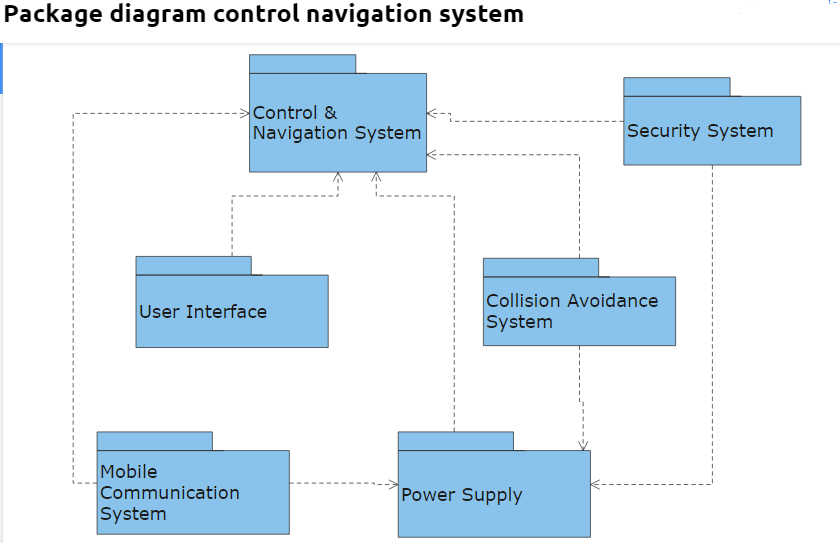 Package diagram control navigation system
Control &
Navigation System
Security System
User Interface
Collision Avoidance
System
Mobile
Communication
System
Power Supply